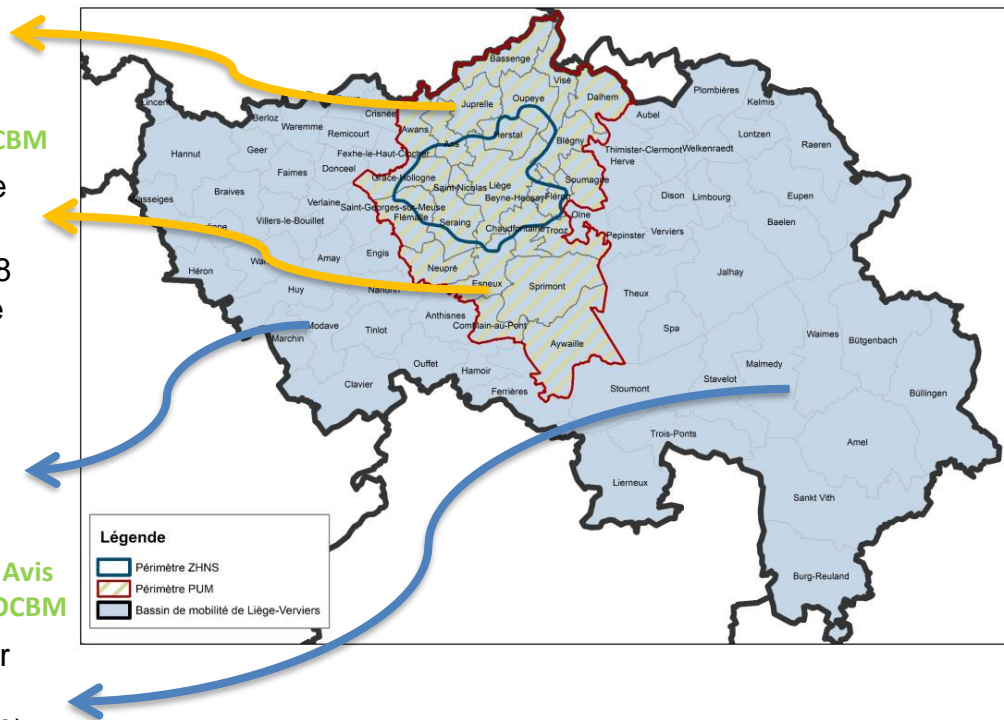 CBM
e
8
e
Avis
OCBM
r
Bassenge
Visé
Plombières
Kelmis
Juprelle
Oupeye
Dalhem
Aubel
Lincent
Crisnée
Berloz
Waremme
Remicourt
Awans
Ans
Herstal
Blégny
Lontzen
Raeren
Hannut
Geer
Fexhe-le-Haut-Clocher
Thimister-Clermont
Welkenraedt
Herve
Faimes
Donceel
Grâce-Hollogne
Soumagne
Braives
Saint-Nicolas
Liège
Beyne-Heusay
Fléron
Dison
Limbourg
Eupen
Wasseiges
Verlaine
Saint-Georges-sur-Meuse
Flémalle
Olne
Baelen
Villers-le-Bouillet
Seraing
Chaudfontaine
Trooz
Pepinster
Verviers
Héron
Amay
Engis
Neupré
Jalhay
Huy
Nandrin
Esneux
Sprimont
Theux
Modave
Tinlot
Anthisnes
Comblain-au-Pont
Spa
Waimes
Bütgenbach
Marchin
Aywaille
Ouffet
Hamoir
Malmedy
Clavier
Ferrières
Stoumont
Stavelot
Büllingen
Trois-Ponts
Amel
Lierneux
Sankt Vith
Burg-Reuland
Légende
Périmètre ZHNS
Périmètre PUM
Bassin de mobilité de Liège-Verviers